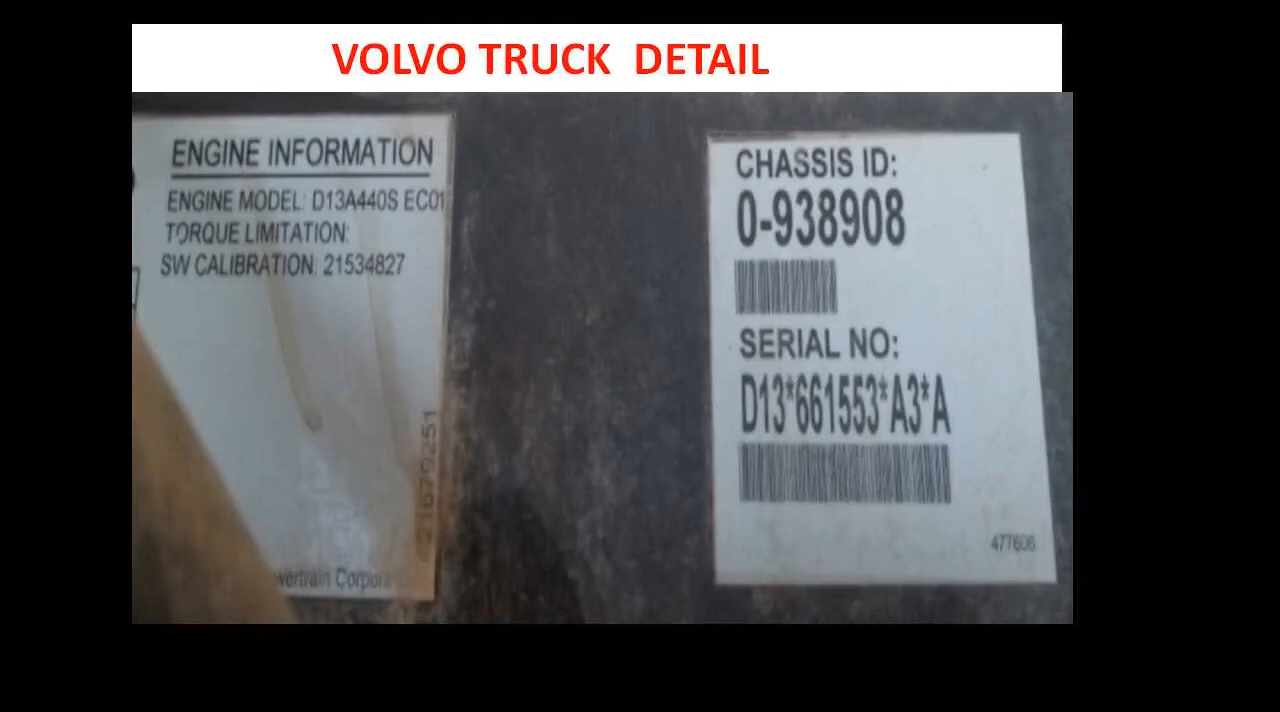 VOLVO TRUCK DETAIL
ENGINE INFORMATION
ENGINE MODEL: D13A440S EC01
TORQUE LIMITATION:
SW CALIBRATION: 21534827
21670251
CHASSIS ID:
0-938908
SERIAL NO:
D13*661553*A3*A
477606